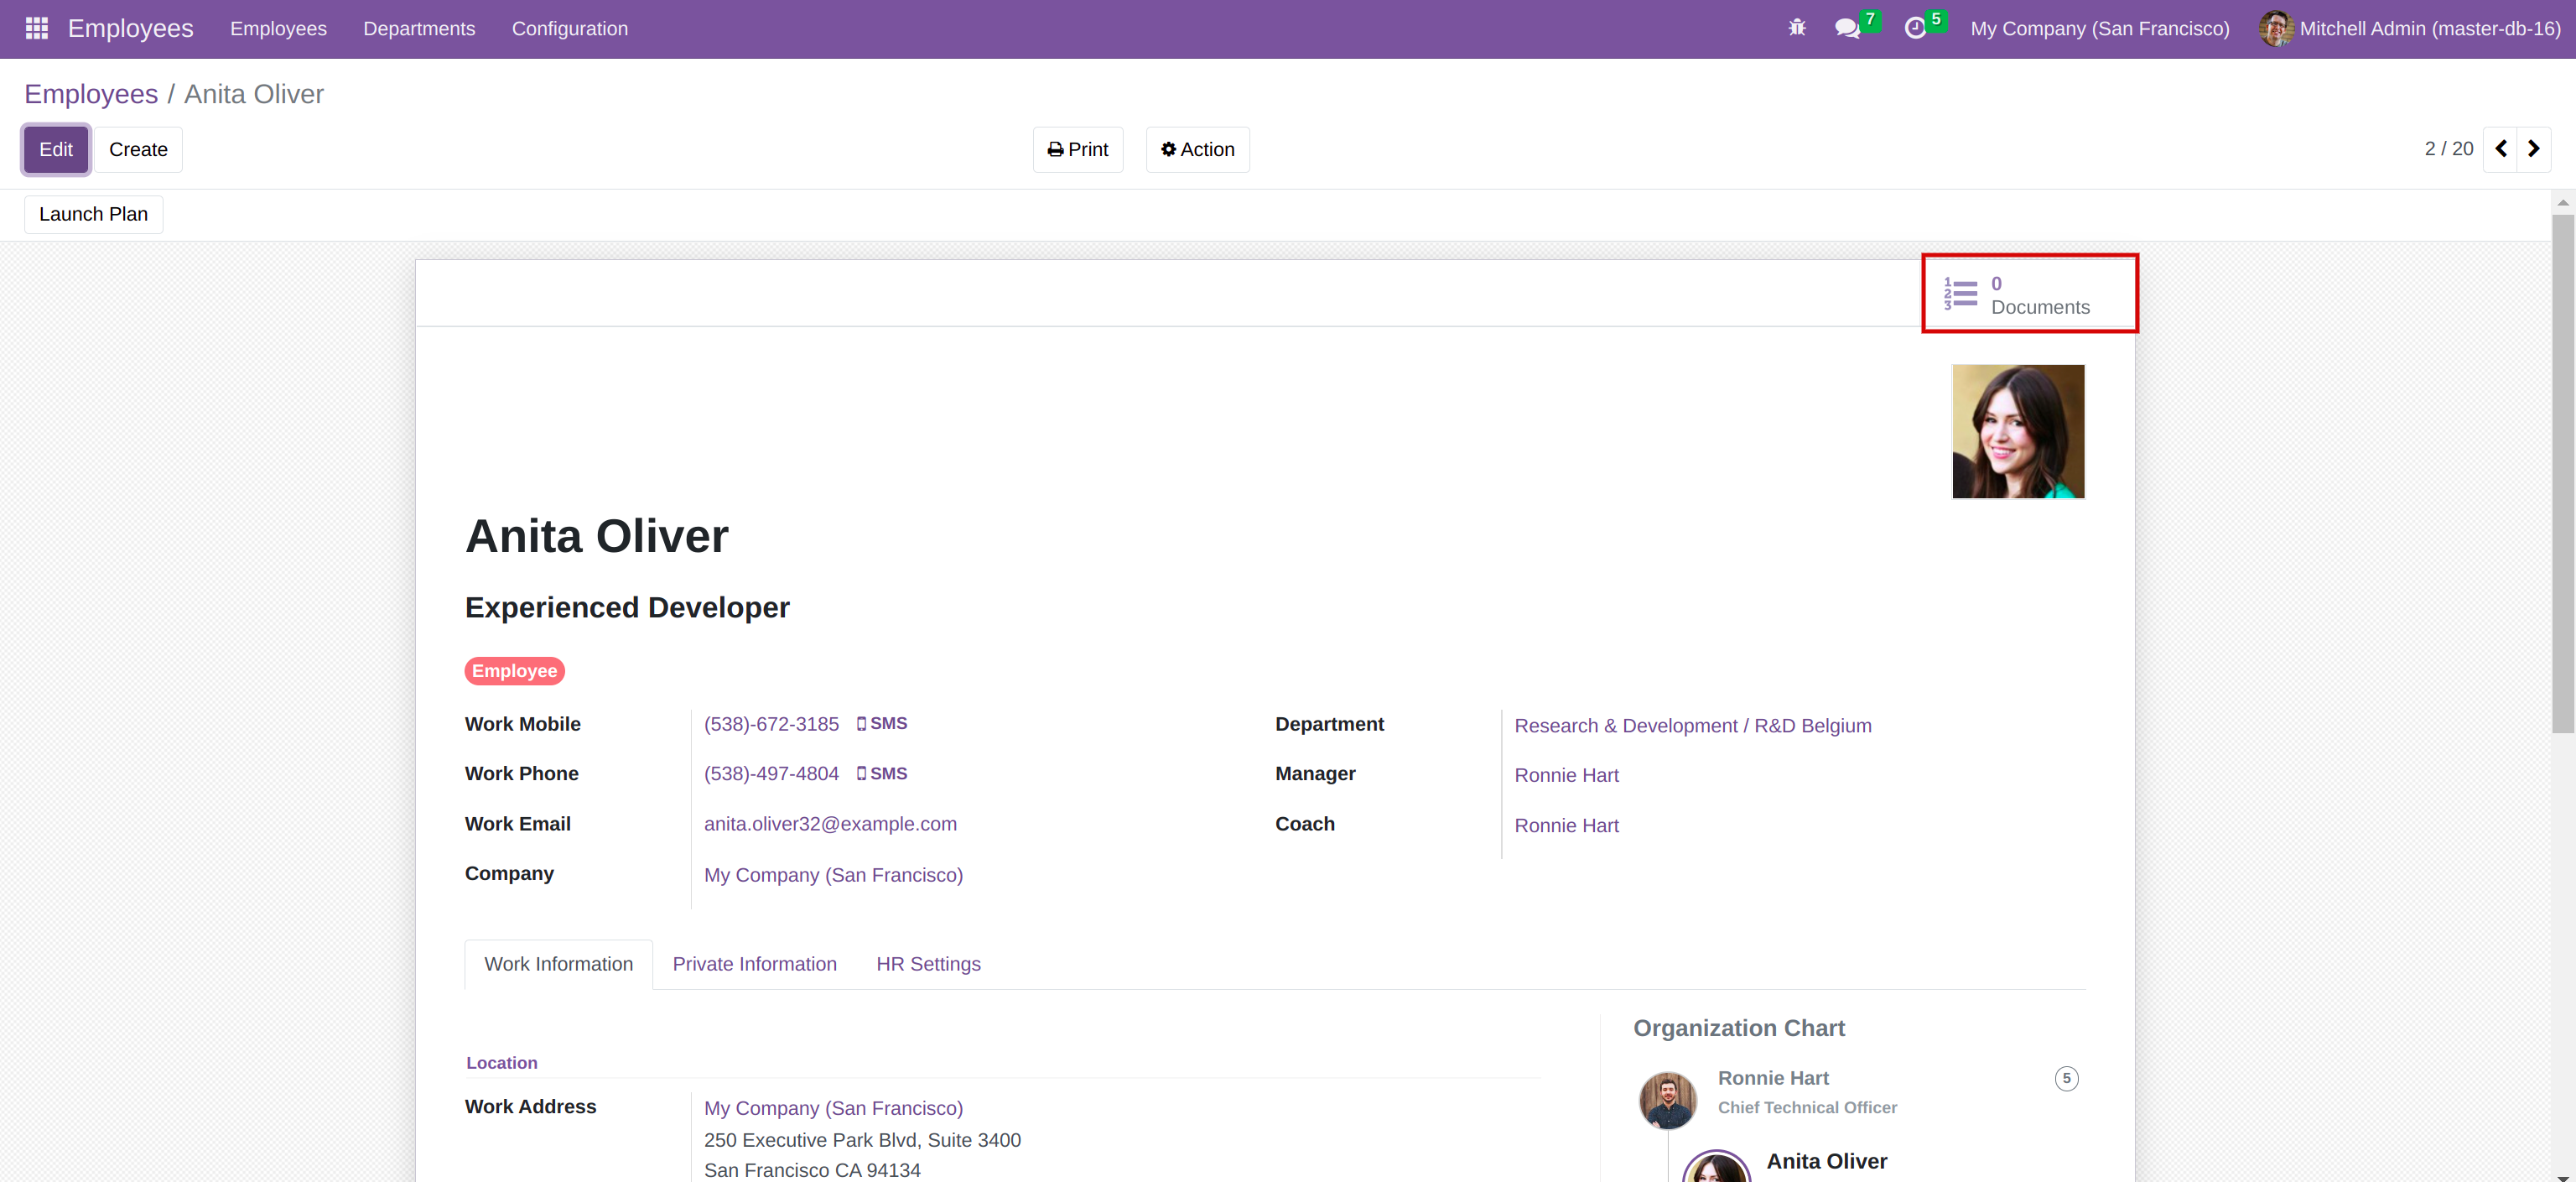 Employees Employees Departments Configuration 7 5 My Company (San Francisco) Mitchell Admin (master-db-16)
Employees / Anita Oliver
Edit Create Print Action 2 / 20
Launch Plan
1 2 3
0
Documents
Anita Oliver
Experienced Developer
Employee
Work Mobile (538)-672-3185 SMS Department Research & Development / R&D Belgium
Work Phone (538)-497-4804 SMS Manager Ronnie Hart
Work Email anita.oliver32@example.com Coach Ronnie Hart
Company My Company (San Francisco)
Work Information Private Information HR Settings
Organization Chart
Location
Ronnie Hart 5
Chief Technical Officer
Work Address My Company (San Francisco)
250 Executive Park Blvd, Suite 3400
San Francisco CA 94134
Anita Oliver